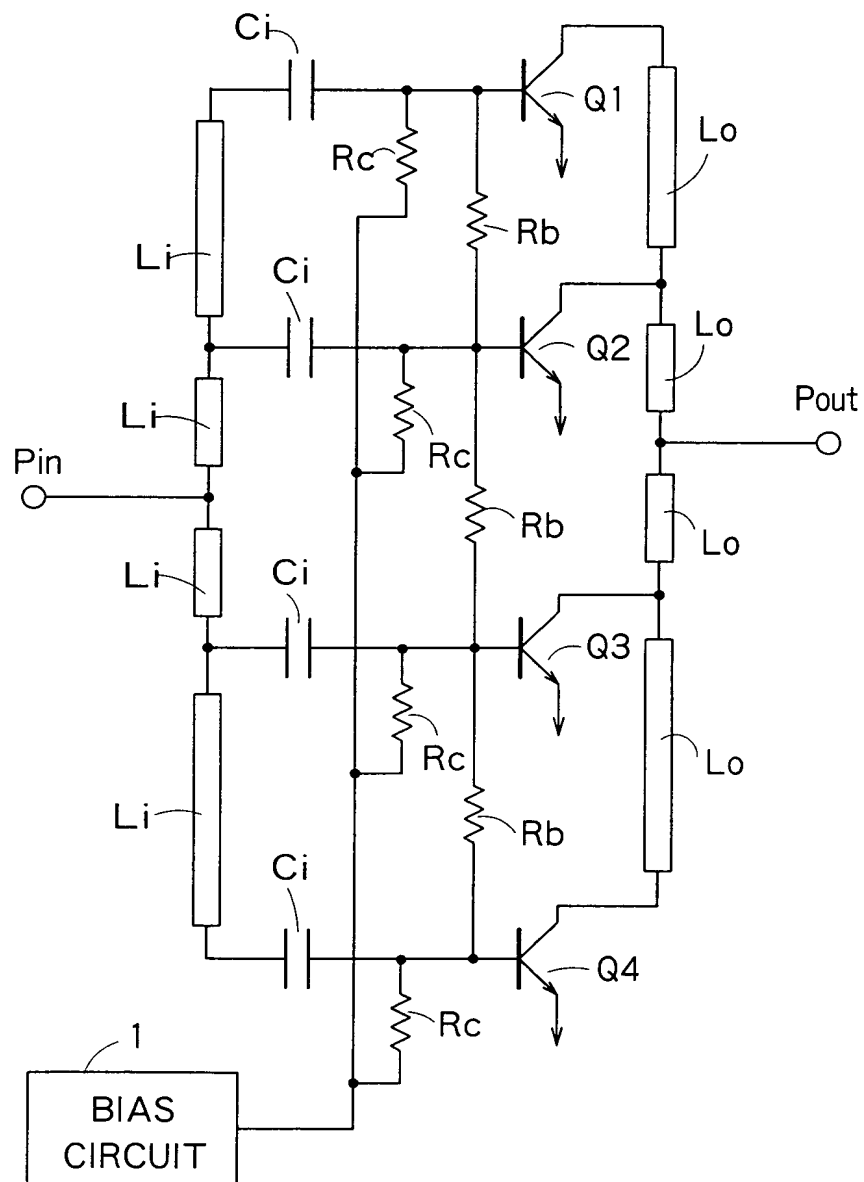 Ci
Q1
Lo
Rc
Rb
Li
Ci
Q2
Lo
Li
Rc
Pout
Pin
Rb
Lo
Li
Ci
Q3
Rc
Lo
Li
Rb
Ci
Q4
Rc
1
BIAS
CIRCUIT